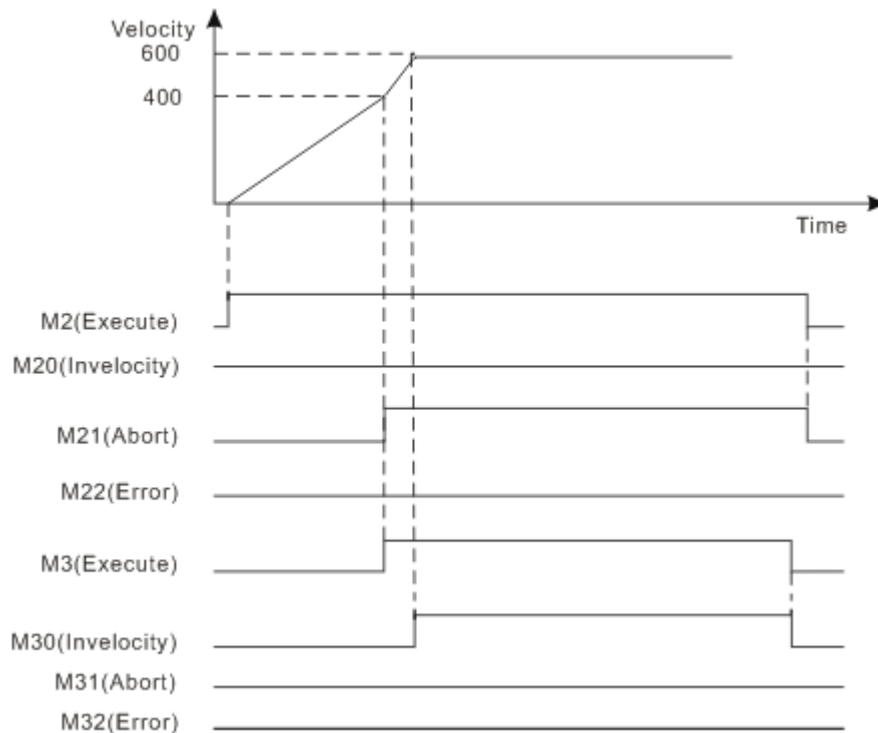 Velocity
600
400
Time
M2(Execute)
M20(Invelocity)
M21(Abort)
M22(Error)
M3(Execute)
M30(Invelocity)
M31(Abort)
M32(Error)